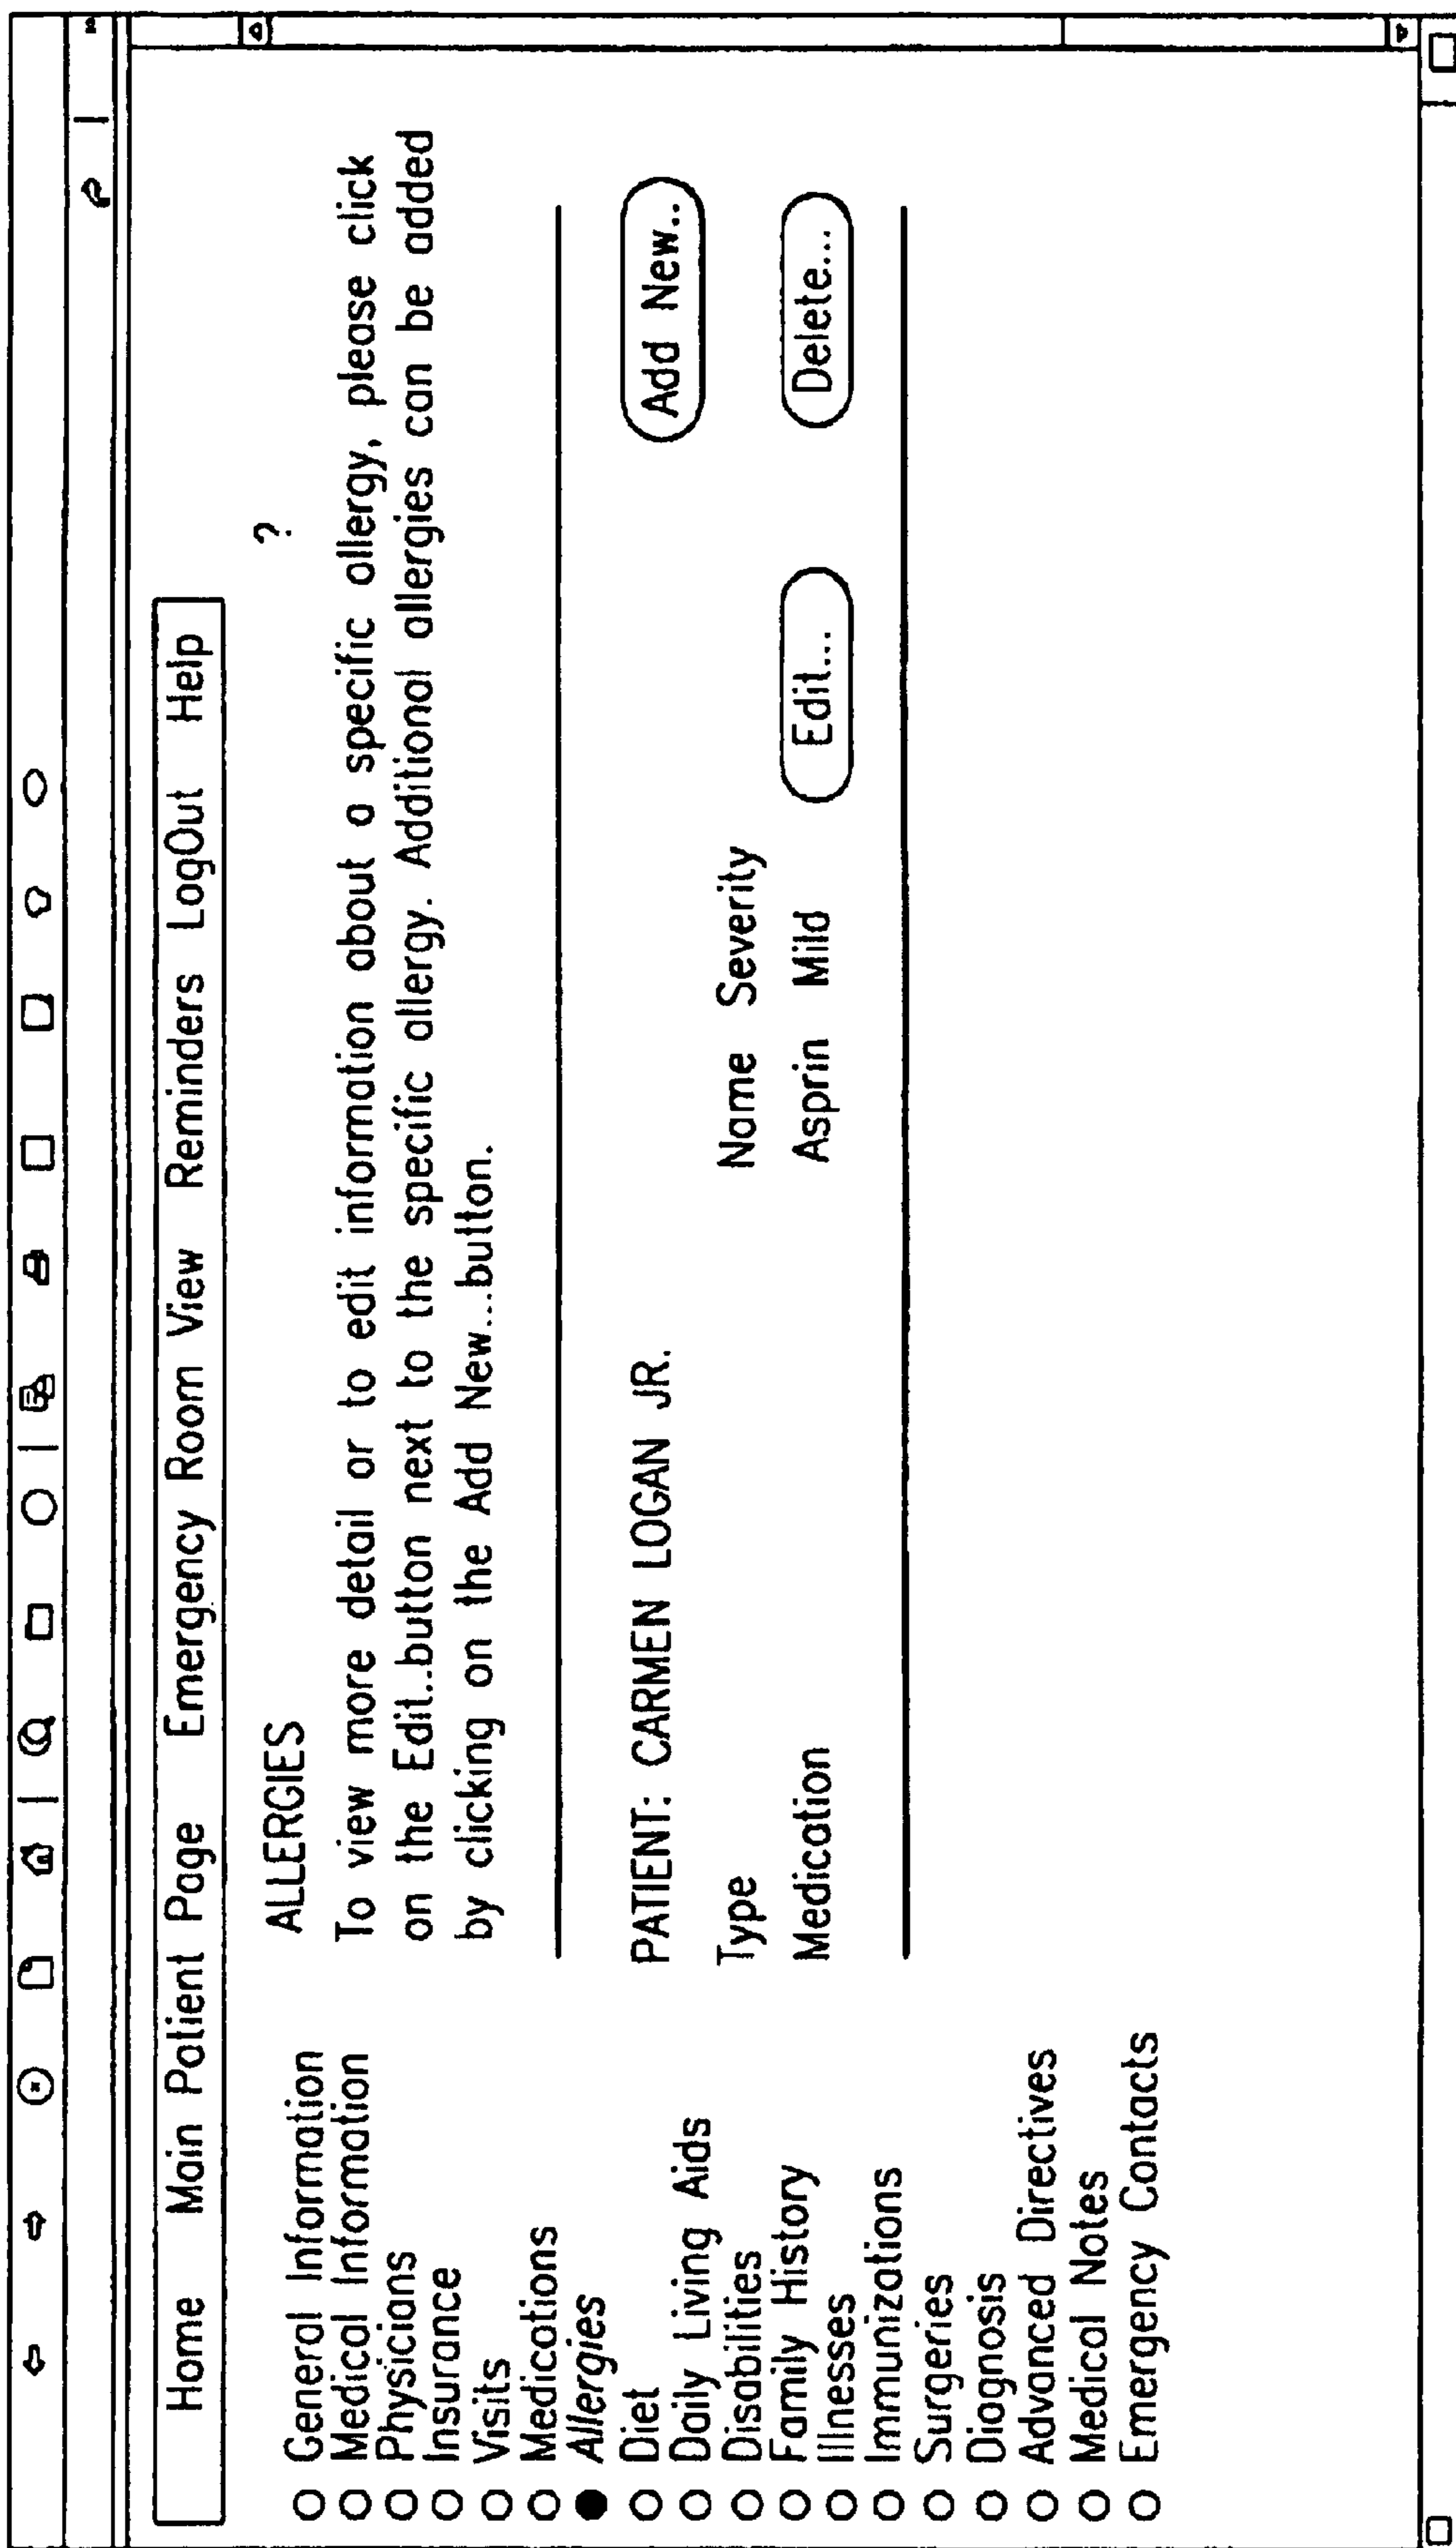 Home Main Patient Page Emergency Room View Reminders LogOut Help
General Information
Medical Information
Physicians
Insurance
Visits
Medications
Allergies
Diet
Daily Living Aids
Disabilities
Family History
Illnesses
Immunizations
Surgeries
Diagnosis
Advanced Directives
Medical Notes
Emergency Contacts
ALLERGIES ?
To view more detail or to edit information about a specific allergy, please click
on the Edit..button next to the specific allergy. Additional allergies can be added
by clicking on the Add New...button.
PATIENT: CARMEN LOGAN JR. Add New..
Type Name Severity
Medication Asprin Mild Edit... Delete...